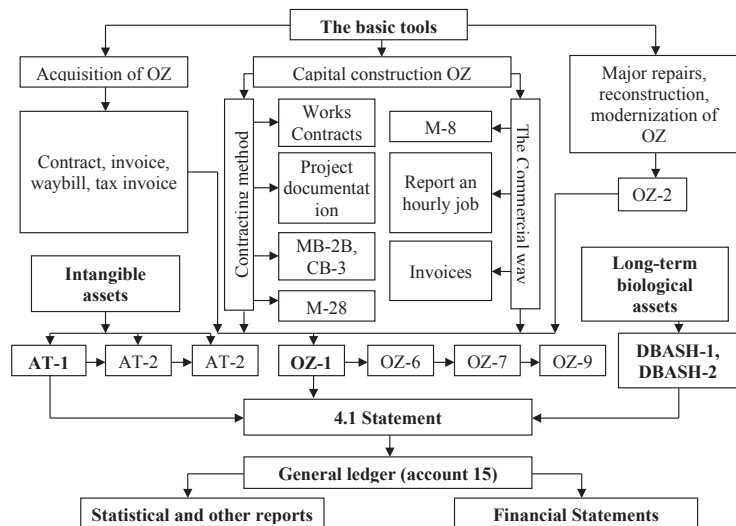 The basic tools
Acquisition of OZ
Capital construction OZ
Major repairs,
reconstruction,
modernization of
OZ
Contract, invoice,
waybill, tax invoice
Contracting method
Works
Contracts
Project
documentat
ion
MB-2B,
CB-3
M-28
M-8
Report an
hourly job
Invoices
The Commercial way
OZ-2
Intangible
assets
Long-term
biological
assets
AT-1
AT-2
AT-2
OZ-1
OZ-6
OZ-7
OZ-9
DBASH-1,
DBASH-2
4.1 Statement
General ledger (account 15)
Statistical and other reports
Financial Statements